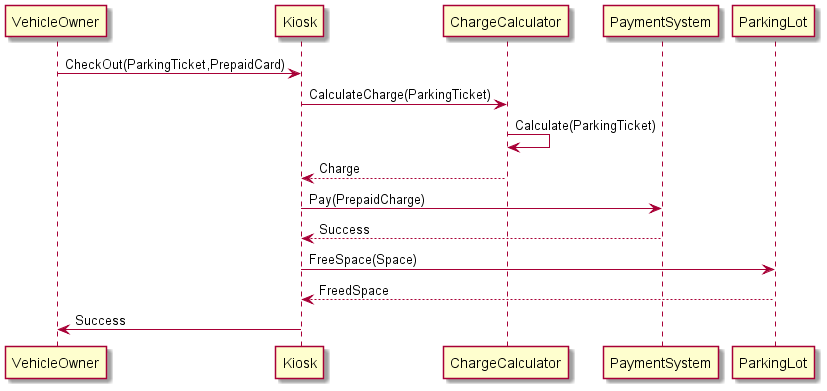 VehicleOwner
Kiosk
ChargeCalculator
PaymentSystem
ParkingLot
CheckOut(ParkingTicket,PrepaidCard)
CalculateCharge(ParkingTicket)
Calculate(ParkingTicket)
Charge
Pay(PrepaidCharge)
Success
FreeSpace(Space)
FreedSpace
Success
VehicleOwner
Kiosk
ChargeCalculator
PaymentSystem
ParkingLot